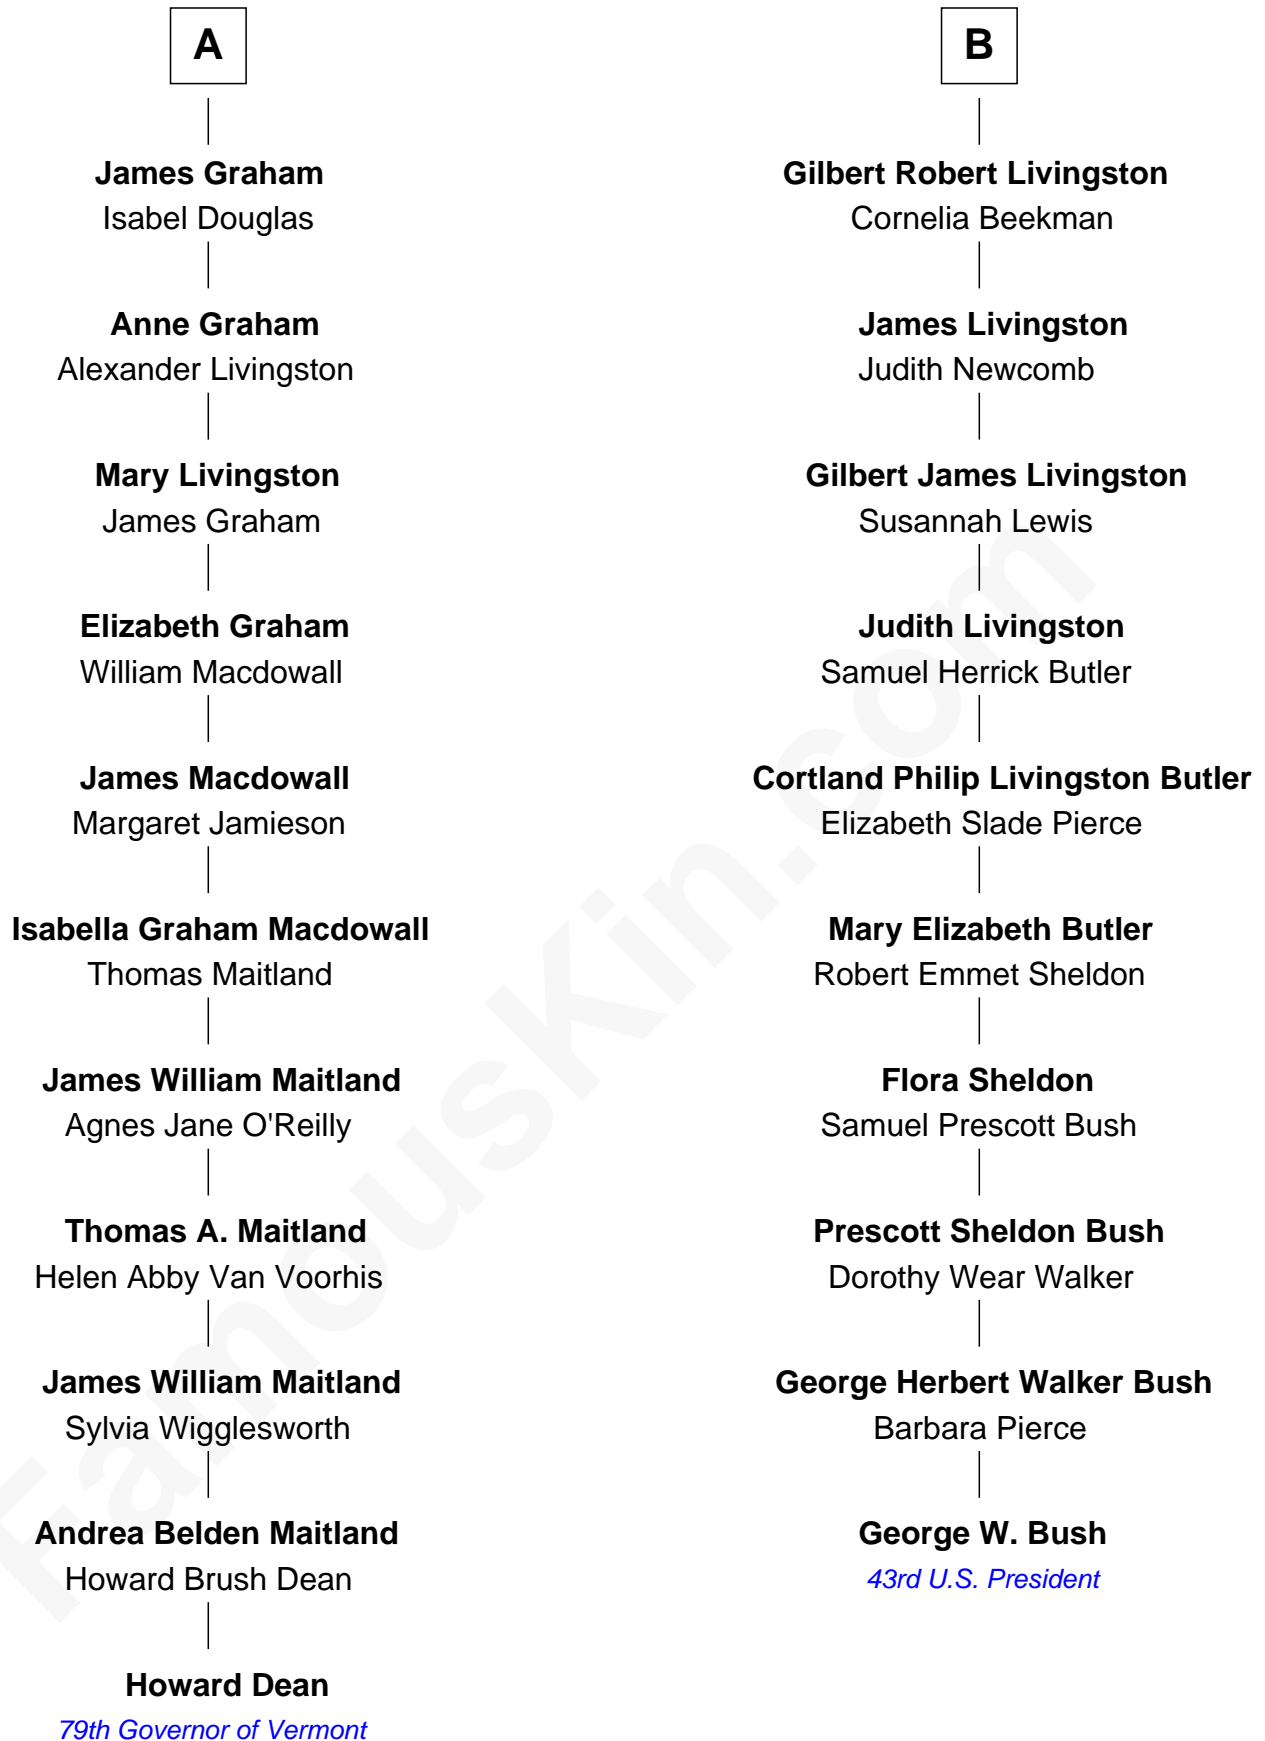 A
James Graham
Isabel Douglas
Anne Graham
Alexander Livingston
Mary Livingston
James Graham
Elizabeth Graham
William Macdowall
James Macdowall
Margaret Jamieson
Isabella Graham Macdowall
Thomas Maitland
James William Maitland
Agnes Jane O'Reilly
Thomas A. Maitland
Helen Abby Van Voorhis
James William Maitland
Sylvia Wigglesworth
Andrea Belden Maitland
Howard Brush Dean
Howard Dean
79th Governor of Vermont
B
Gilbert Robert Livingston
Cornelia Beekman
James Livingston
Judith Newcomb
Gilbert James Livingston
Susannah Lewis
Judith Livingston
Samuel Herrick Butler
Cortland Philip Livingston Butler
Elizabeth Slade Pierce
Mary Elizabeth Butler
Robert Emmet Sheldon
Flora Sheldon
Samuel Prescott Bush
Prescott Sheldon Bush
Dorothy Wear Walker
George Herbert Walker Bush
Barbara Pierce
George W. Bush
43rd U.S. President
FamousKin.com